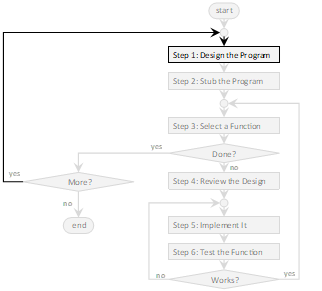 start
Step 1: Design the Program
Step 2: Stub the Program
Step 3: Select a Function
yes
Done?
no
yes
More?
Step 4: Review the Design
no
end
Step 5: Implement It
Step 6: Test the Function
no
Works?
yes